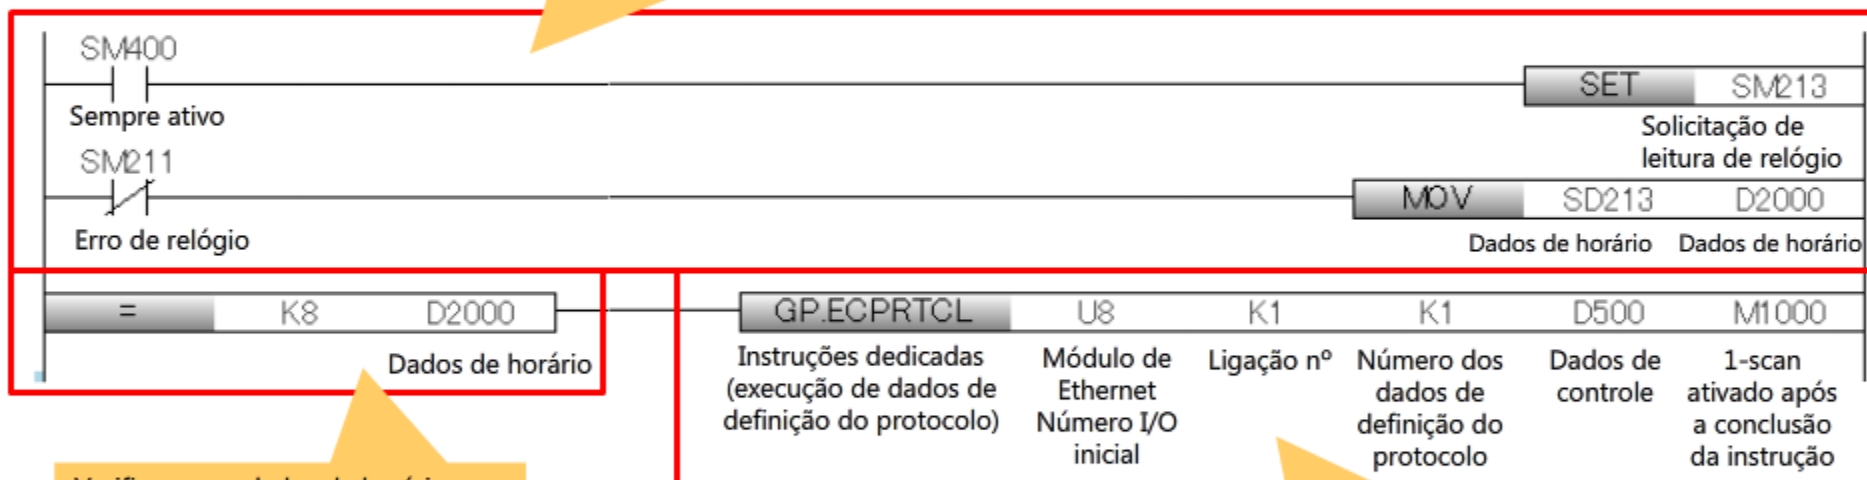 SM400
SET SM213
Sempre ativo
Solicitação de
leitura de relógio
SM211
MOV SD213 D2000
Erro de relógio
Dados de horário Dados de horário
= K8 D2000
GP.ECPRTCL U8 K1 K1 D500 M1000
Dados de horário
Instruções dedicadas
(execução de dados de
definição do protocolo)
Módulo de
Ethernet
Número I/O
inicial
Ligação nº
Número dos
dados de
definição do
protocolo
Dados de
controle
1-scan
ativado após
a conclusão
da instrução